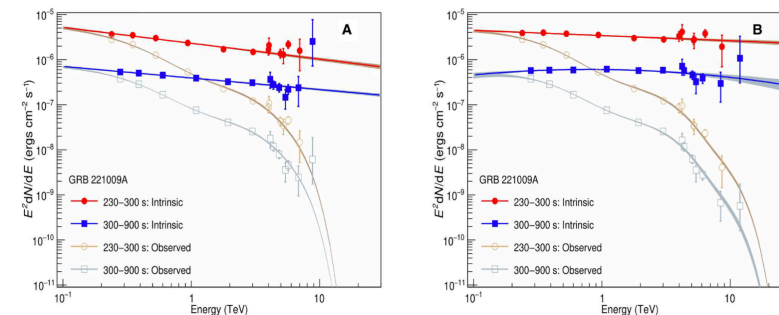 A
10⁻⁵
10⁻⁶
10⁻⁷
10⁻⁸
10⁻⁹
10⁻¹⁰
10⁻¹¹
E²dN/dE (ergs cm⁻² s⁻¹)
GRB 221009A
230–300 s: Intrinsic
300–900 s: Intrinsic
230–300 s: Observed
300–900 s: Observed
10⁻¹
1
10
Energy (TeV)
B
10⁻⁵
10⁻⁶
10⁻⁷
10⁻⁸
10⁻⁹
10⁻¹⁰
10⁻¹¹
E²dN/dE (ergs cm⁻² s⁻¹)
GRB 221009A
230–300 s: Intrinsic
300–900 s: Intrinsic
230–300 s: Observed
300–900 s: Observed
10⁻¹
1
10
Energy (TeV)